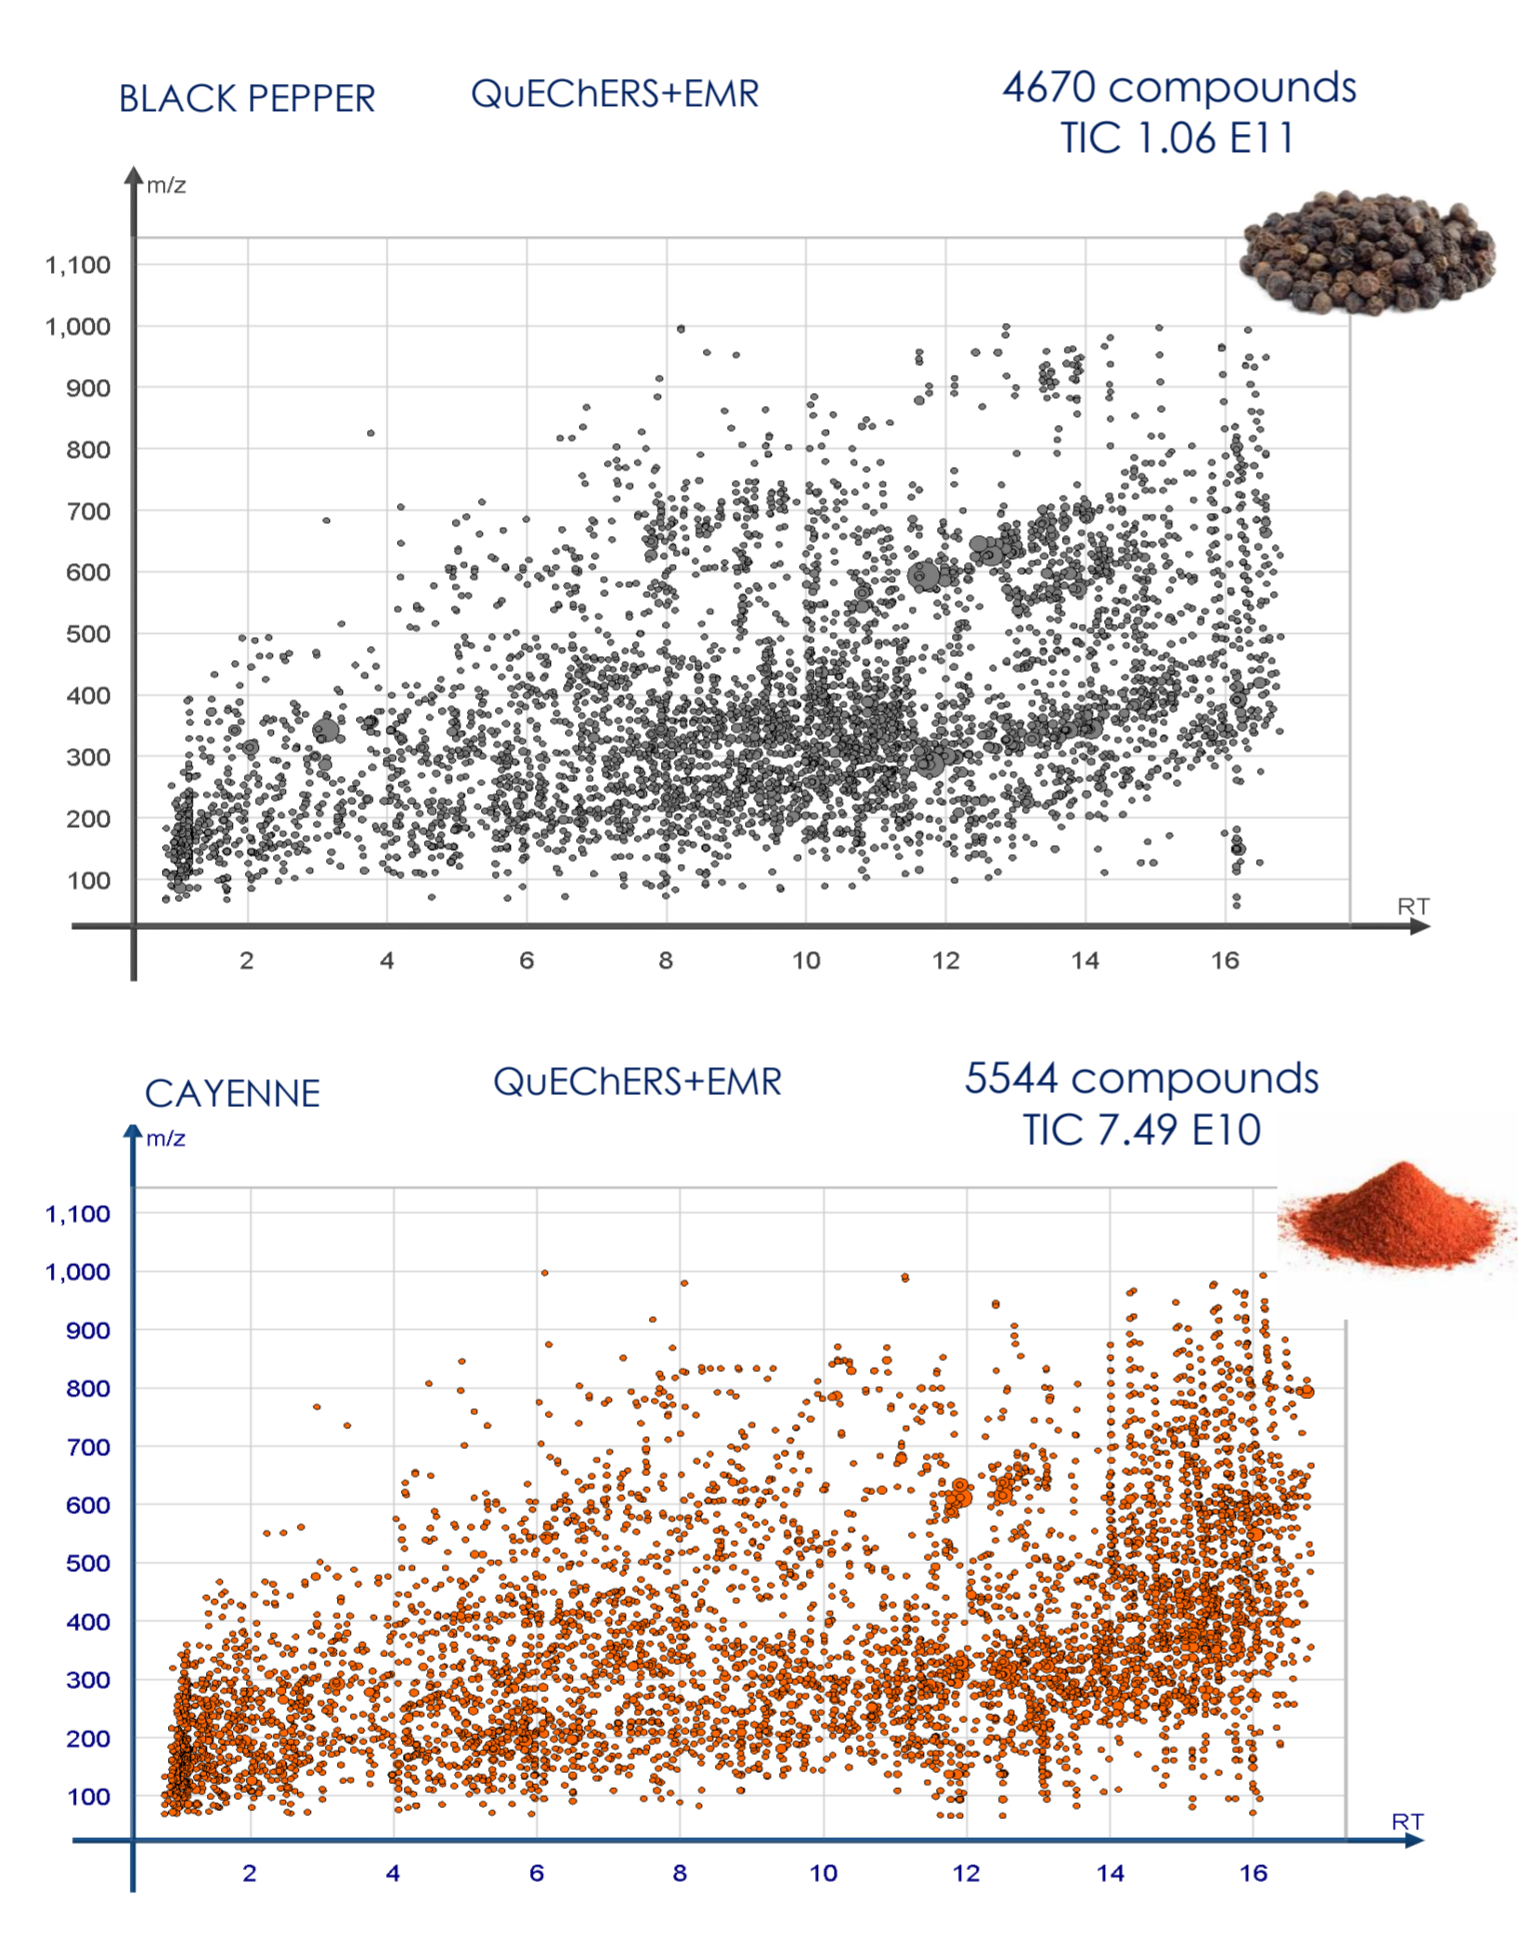 BLACK PEPPER
QuEChERS+EMR
4670 compounds
TIC 1.06 E11
m/z
1,100
1,000
900
800
700
600
500
400
300
200
100
RT
2 4 6 8 10 12 14 16
CAYENNE
QuEChERS+EMR
5544 compounds
TIC 7.49 E10
m/z
1,100
1,000
900
800
700
600
500
400
300
200
100
RT
2 4 6 8 10 12 14 16